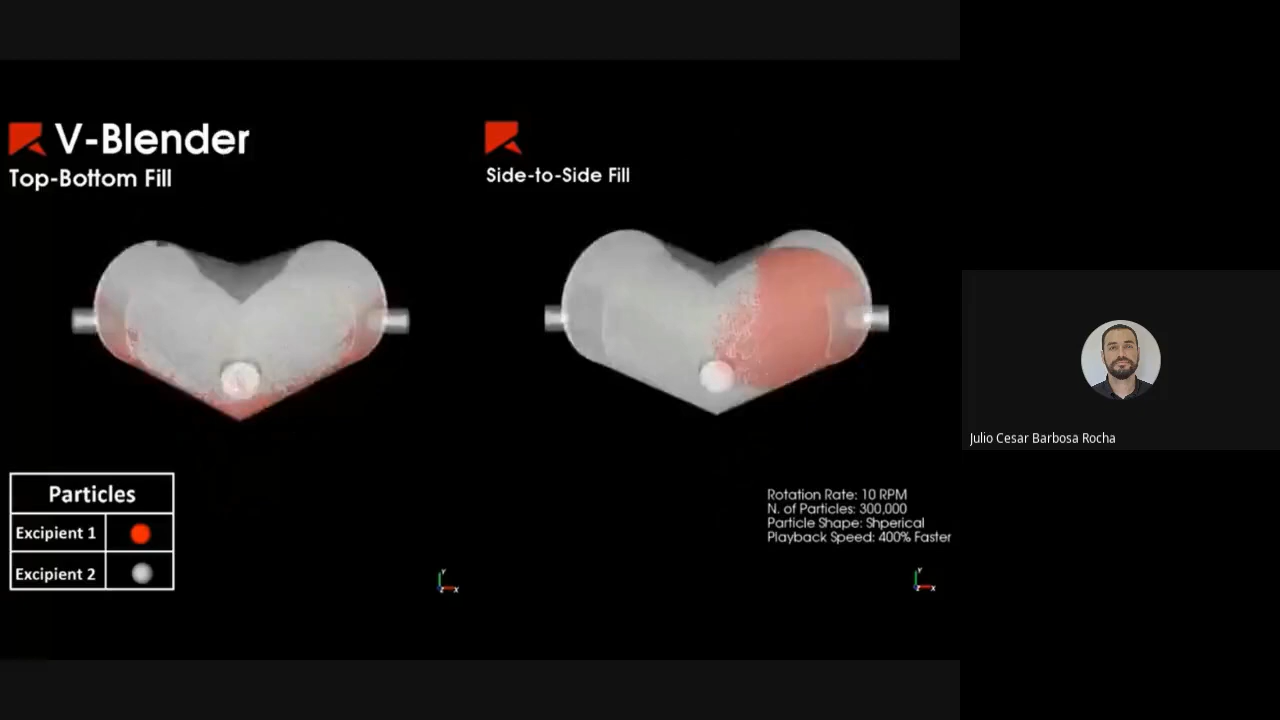 V-Blender
Top-Bottom Fill
Side-to-Side Fill
Particles
Excipient 1
Excipient 2
Rotation Rate: 10 RPM
N. of Particles: 300,000
Particle Shape: Shperical
Playback Speed: 400% Faster
Y
Z
X
Y
Z
X
Julio Cesar Barbosa Rocha